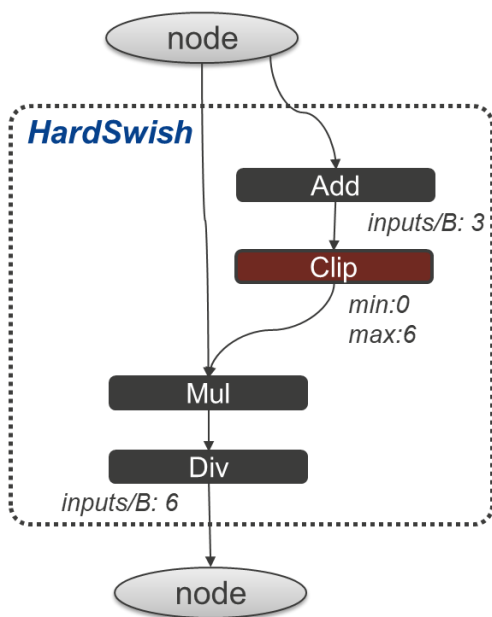 node
HardSwish
Add
inputs/B: 3
Clip
min:0
max:6
Mul
Div
inputs/B: 6
node